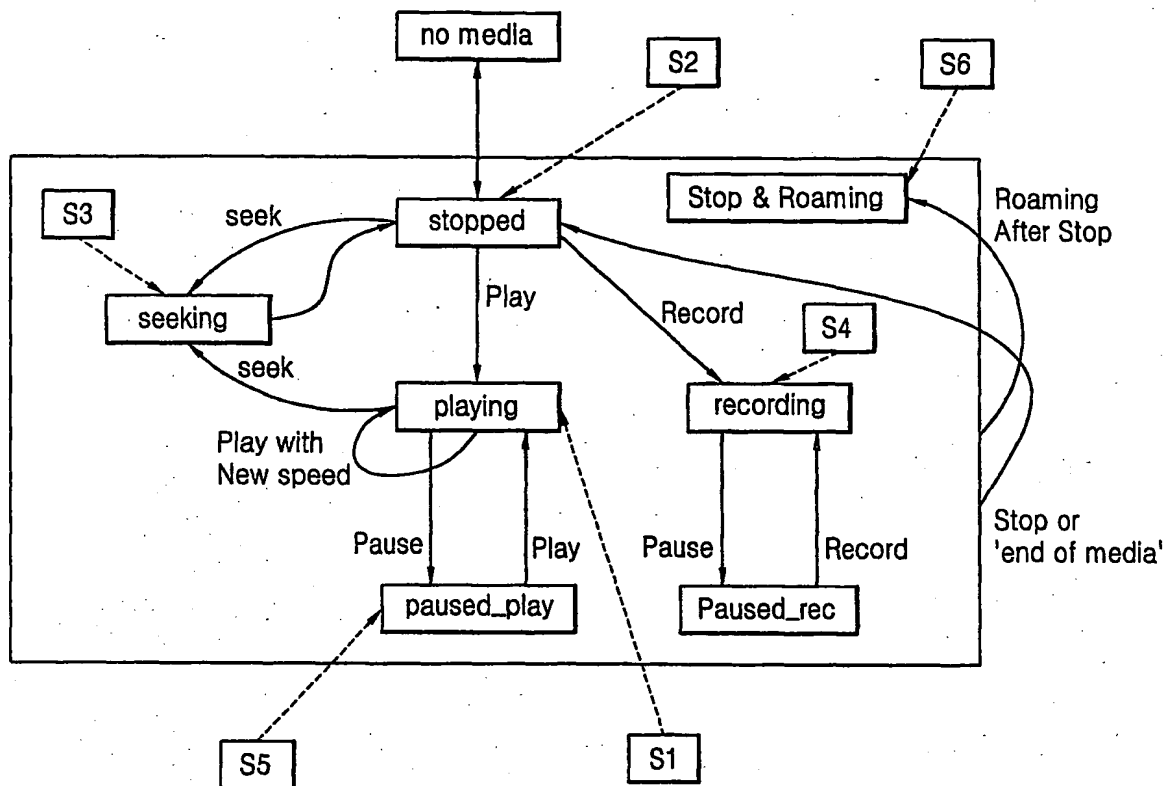 no media
S2
S6
S3
seek
stopped
Stop & Roaming
Roaming
After Stop
seeking
Play
Record
S4
seek
playing
recording
Play with
New speed
Pause
Play
Pause
Record
Stop or
'end of media'
paused_play
Paused_rec
S5
S1